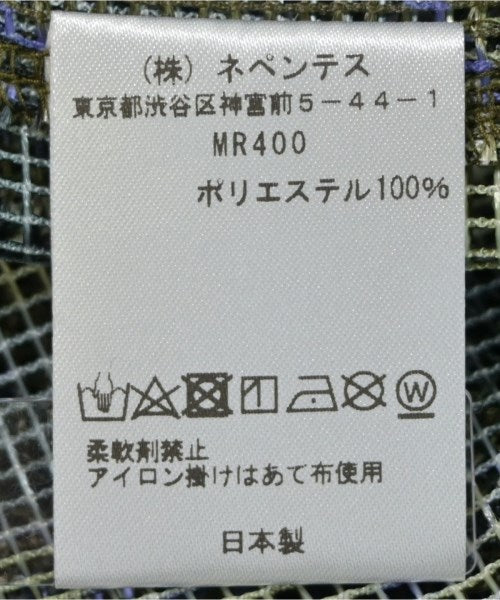 (株) ネペンテス
東京都渋谷区神宮前5-44-1
MR400
ポリエステル100%
W
柔軟剤禁止
アイロン掛けはあて布使用
日本製